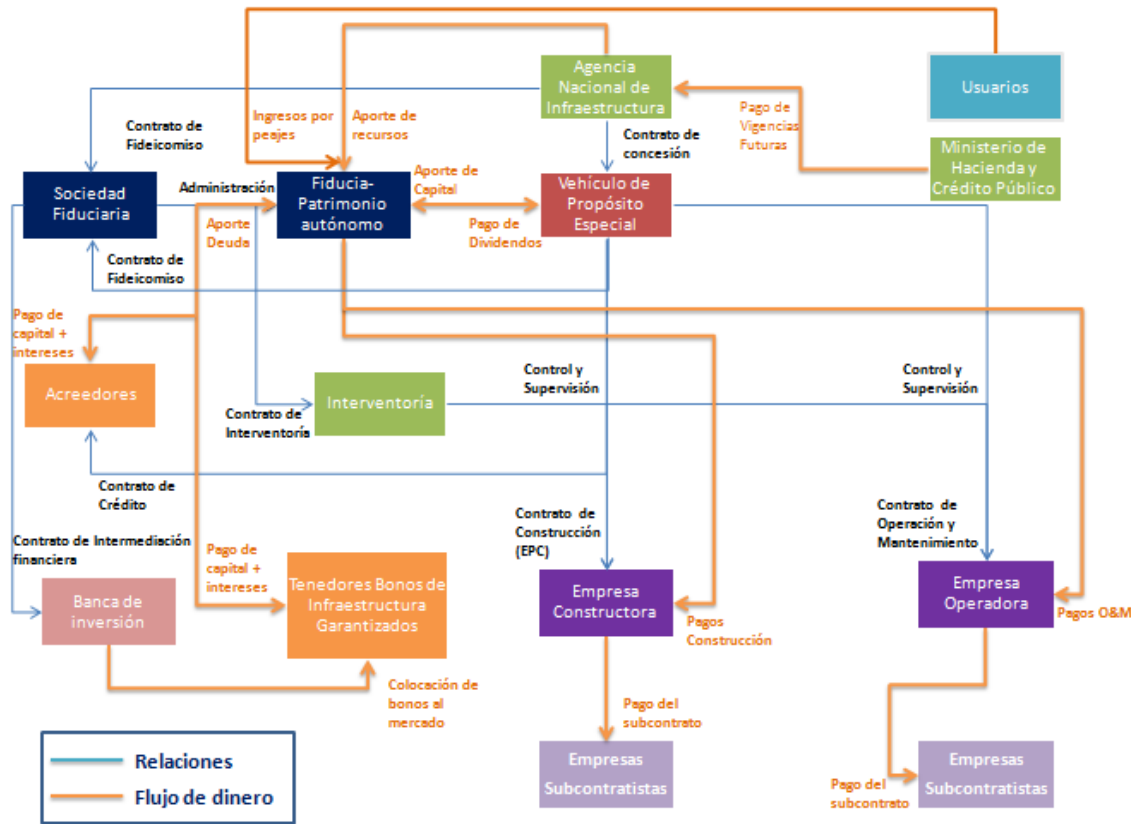 Agencia
Nacional de
Infraestructura
Usuarios
Pago de
Vigencias
Futuras
Ingresos por
peajes
Aporte de
recursos
Contrato de
Fideicomiso
Contrato de
concesión
Ministerio de
Hacienda y
Crédito Público
Aporte de
Capital
Sociedad
Fiduciaria
Administración
Fiducia-
Patrimonio
autónomo
Vehículo de
Propósito
Especial
Aporte
Deuda
Pago de
Dividendos
Contrato de
Fideicomiso
Pago de
capital +
intereses
Acreedores
Interventoría
Control y
Supervisión
Control y
Supervisión
Contrato de
Interventoría
Contrato de
Crédito
Contrato de
Construcción
(EPC)
Contrato de
Operación y
Mantenimiento
Contrato de Intermediación
financiera
Pago de
capital +
intereses
Banca de
inversión
Tenedores Bonos de
Infraestructura
Garantizados
Empresa
Constructora
Empresa
Operadora
Pagos
Construcción
Pagos O&M
Colocación de
bonos al
mercado
Pago del
subcontrato
Relaciones
Flujo de dinero
Empresas
Subcontratistas
Pago del
subcontrato
Empresas
Subcontratistas